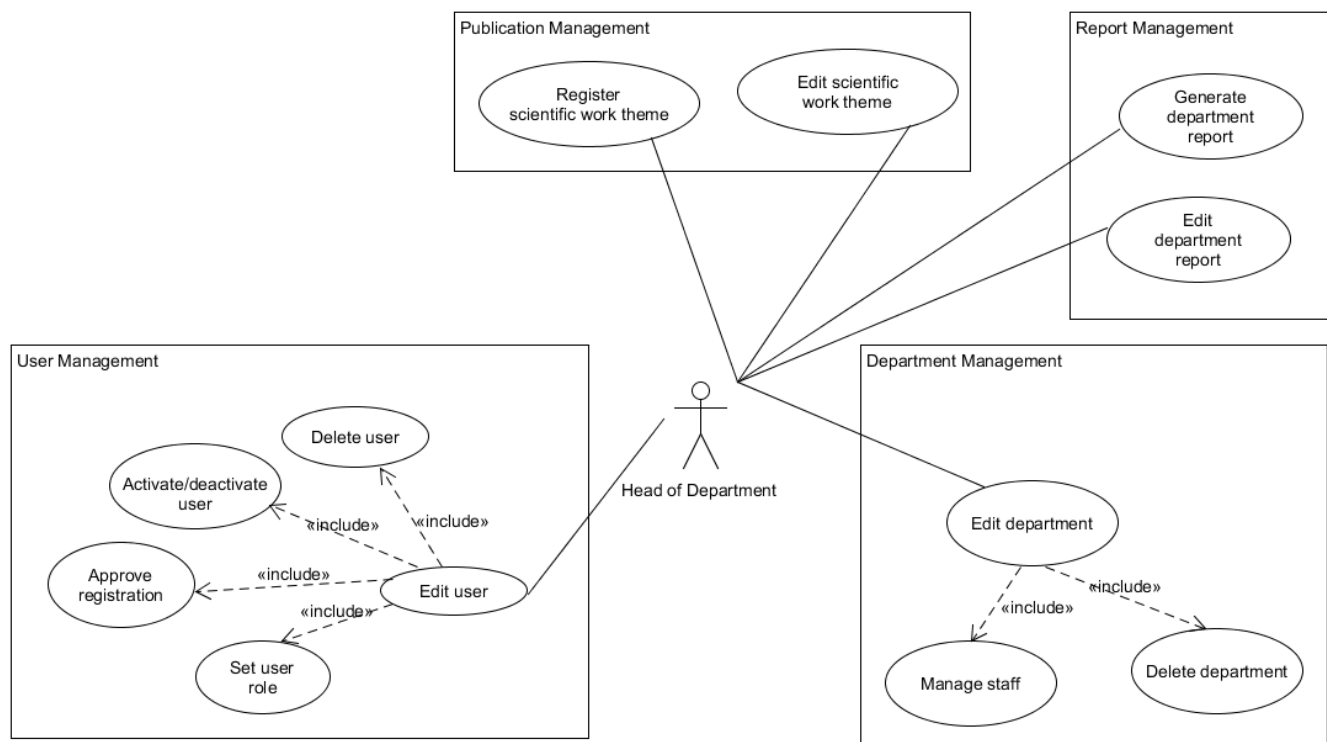 Publication Management
Register
scientific work theme
Edit scientific
work theme
Report Management
Generate
department
report
Edit
department
report
User Management
Delete user
Activate/deactivate
user
«include»
«include»
Approve
registration
«include»
Edit user
«include»
Set user
role
Head of Department
Department Management
Edit department
«include»
«include»
Manage staff
Delete department